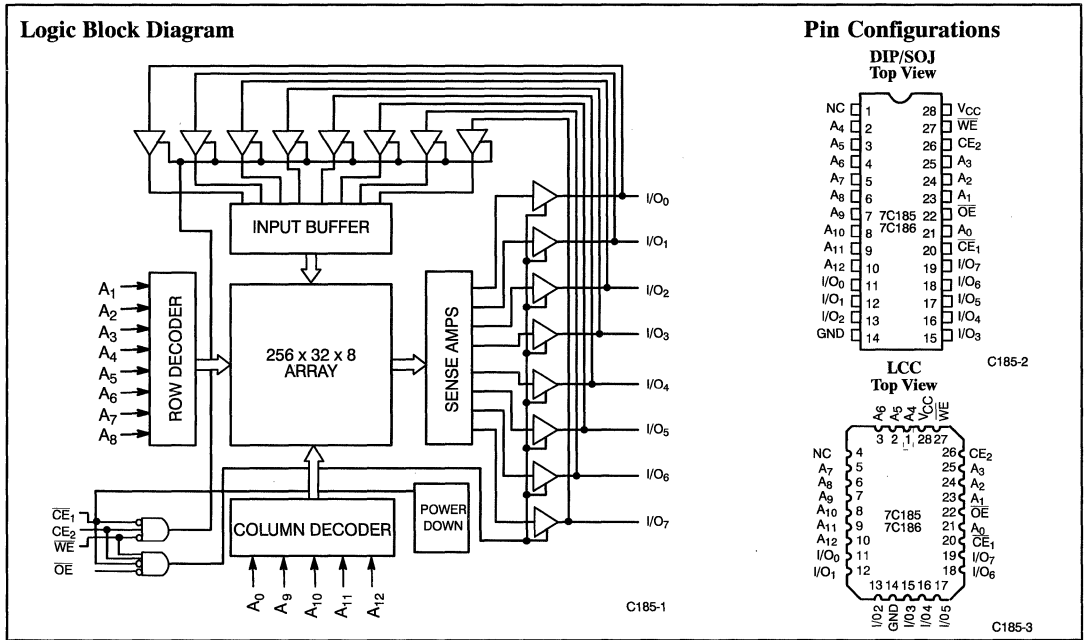 Logic Block Diagram
INPUT BUFFER
A1
A2
A3
A4
A5
A6
A7
A8
ROW DECODER
256 x 32 x 8
ARRAY
SENSE AMPS
I/O0
I/O1
I/O2
I/O3
I/O4
I/O5
I/O6
I/O7
CE1
CE2
WE
OE
COLUMN DECODER
POWER
DOWN
A0
A9
A10
A11
A12
C185-1
Pin Configurations
DIP/SOJ
Top View
NC 1 28 VCC
A4 2 27 WE
A5 3 26 CE2
A6 4 25 A3
A7 5 24 A2
A8 6 23 A1
A9 7 7C185 22 OE
A10 8 7C186 21 A0
A11 9 20 CE1
A12 10 19 I/O7
I/O0 11 18 I/O6
I/O1 12 17 I/O5
I/O2 13 16 I/O4
GND 14 15 I/O3
C185-2
LCC
Top View
A6 A5 A4 VCC WE
3 2 1 28 27
NC 4 26 CE2
A7 5 25 A3
A8 6 24 A2
A9 7 23 A1
A10 8 7C185 22 OE
A11 9 7C186 21 A0
A12 10 20 CE1
I/O0 11 19 I/O7
I/O1 12 18 I/O6
13 14 15 16 17
I/O2 GND I/O3 I/O4 I/O5
C185-3